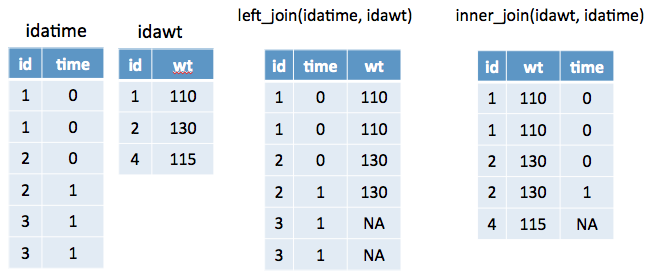 idatime
id time
1 0
1 0
2 0
2 1
3 1
3 1
idawt
id wt
1 110
2 130
4 115
left_join(idatime, idawt)
id time wt
1 0 110
1 0 110
2 0 130
2 1 130
3 1 NA
3 1 NA
inner_join(idawt, idatime)
id wt time
1 110 0
1 110 0
2 130 0
2 130 1
4 115 NA